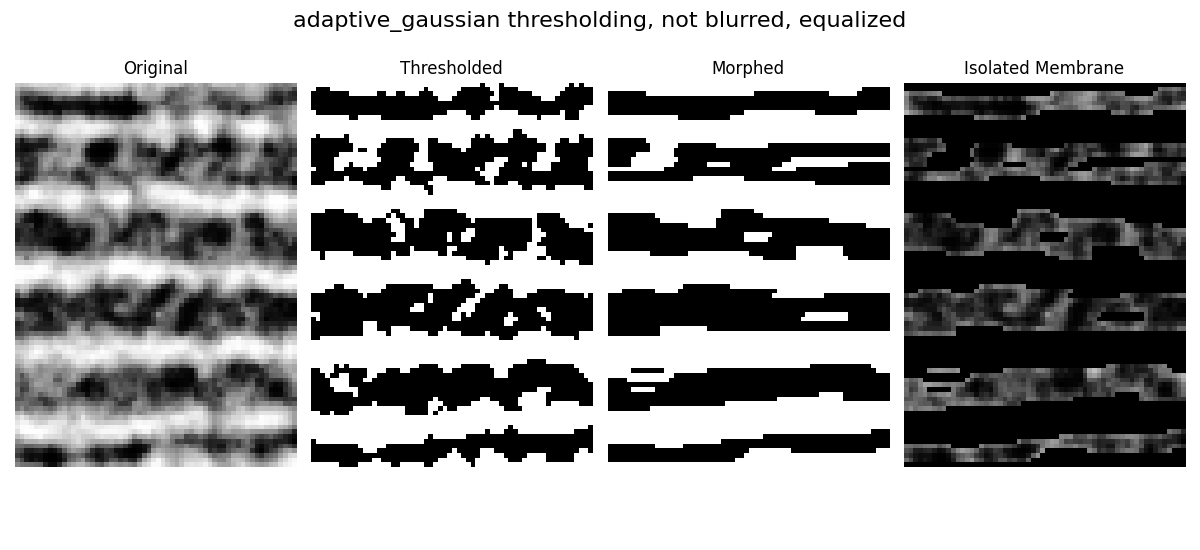 adaptive_gaussian thresholding, not blurred, equalized
Original
Thresholded
Morphed
Isolated Membrane